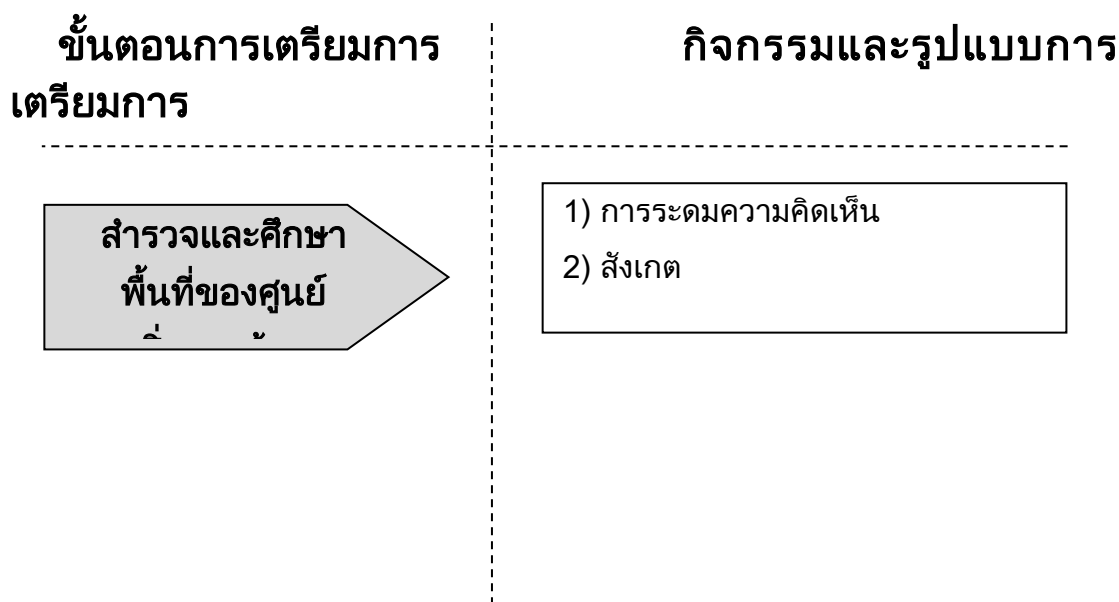 ขั้นตอนการเตรียมการ กิจกรรมและรูปแบบการ
เตรียมการ
สำรวจและศึกษา
พื้นที่ของศูนย์
1) การระดมความคิดเห็น
2) สังเกต